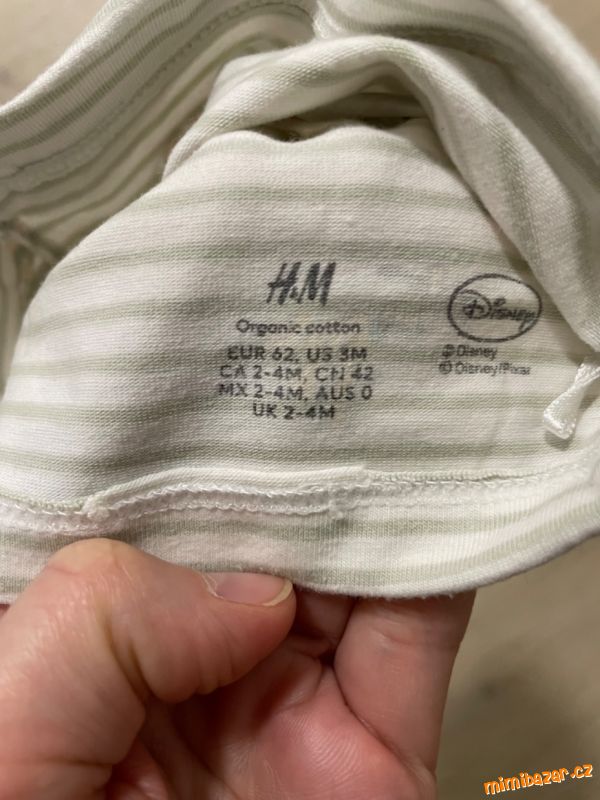 H&M
Organic cotton
EUR 62, US 3M
CA 2-4M, CN 42
MX 2-4M, AUS 0
UK 2-4M
Disney
©Disney
©Disney/Pixar
mimibazar.cz